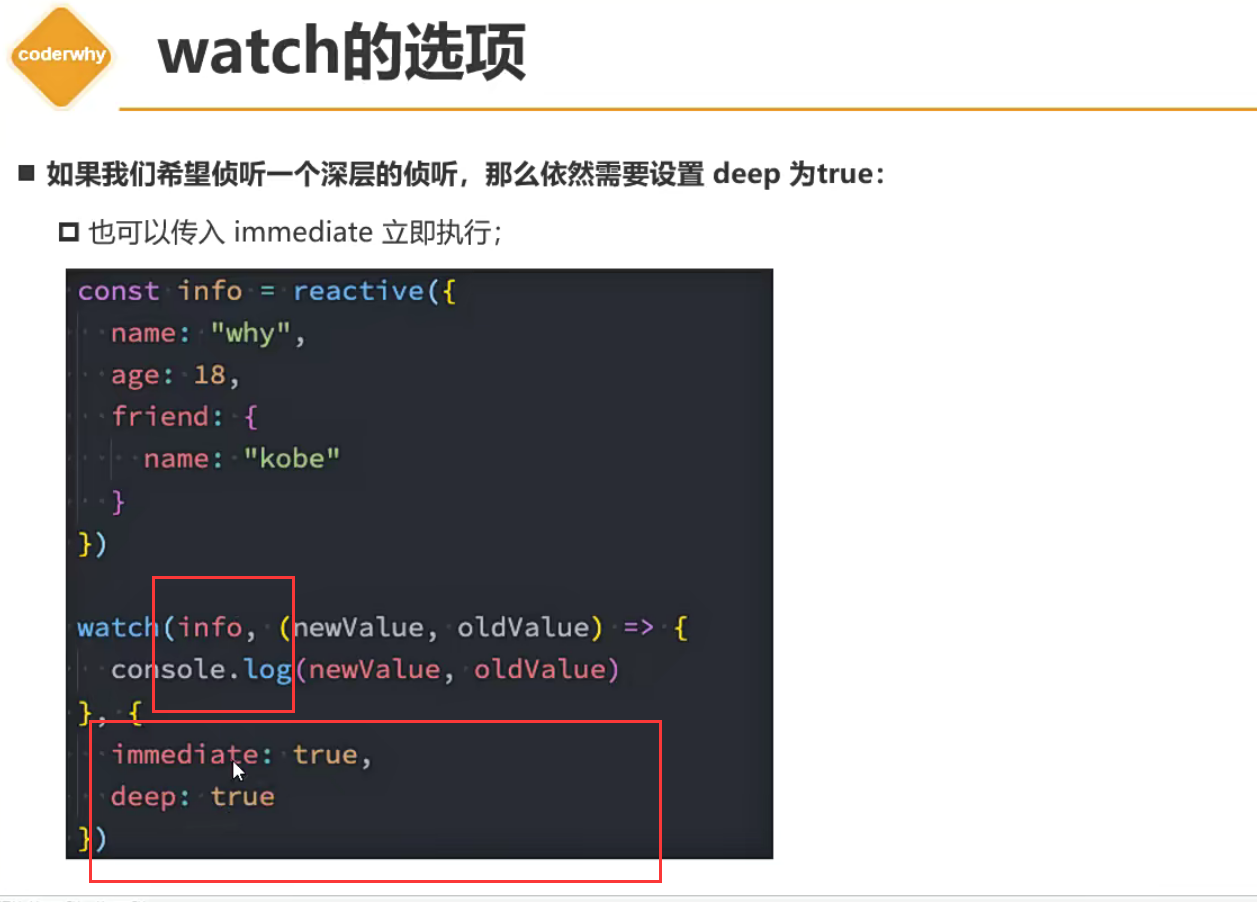 coderwhy
watch的选项
如果我们希望侦听一个深层的侦听，那么依然需要设置 deep 为true：
也可以传入 immediate 立即执行；
const info = reactive({
name: "why",
age: 18,
friend: {
name: "kobe"
}
})
watch(info, (newValue, oldValue) => {
console.log(newValue, oldValue)
}, {
immediate: true,
deep: true
})